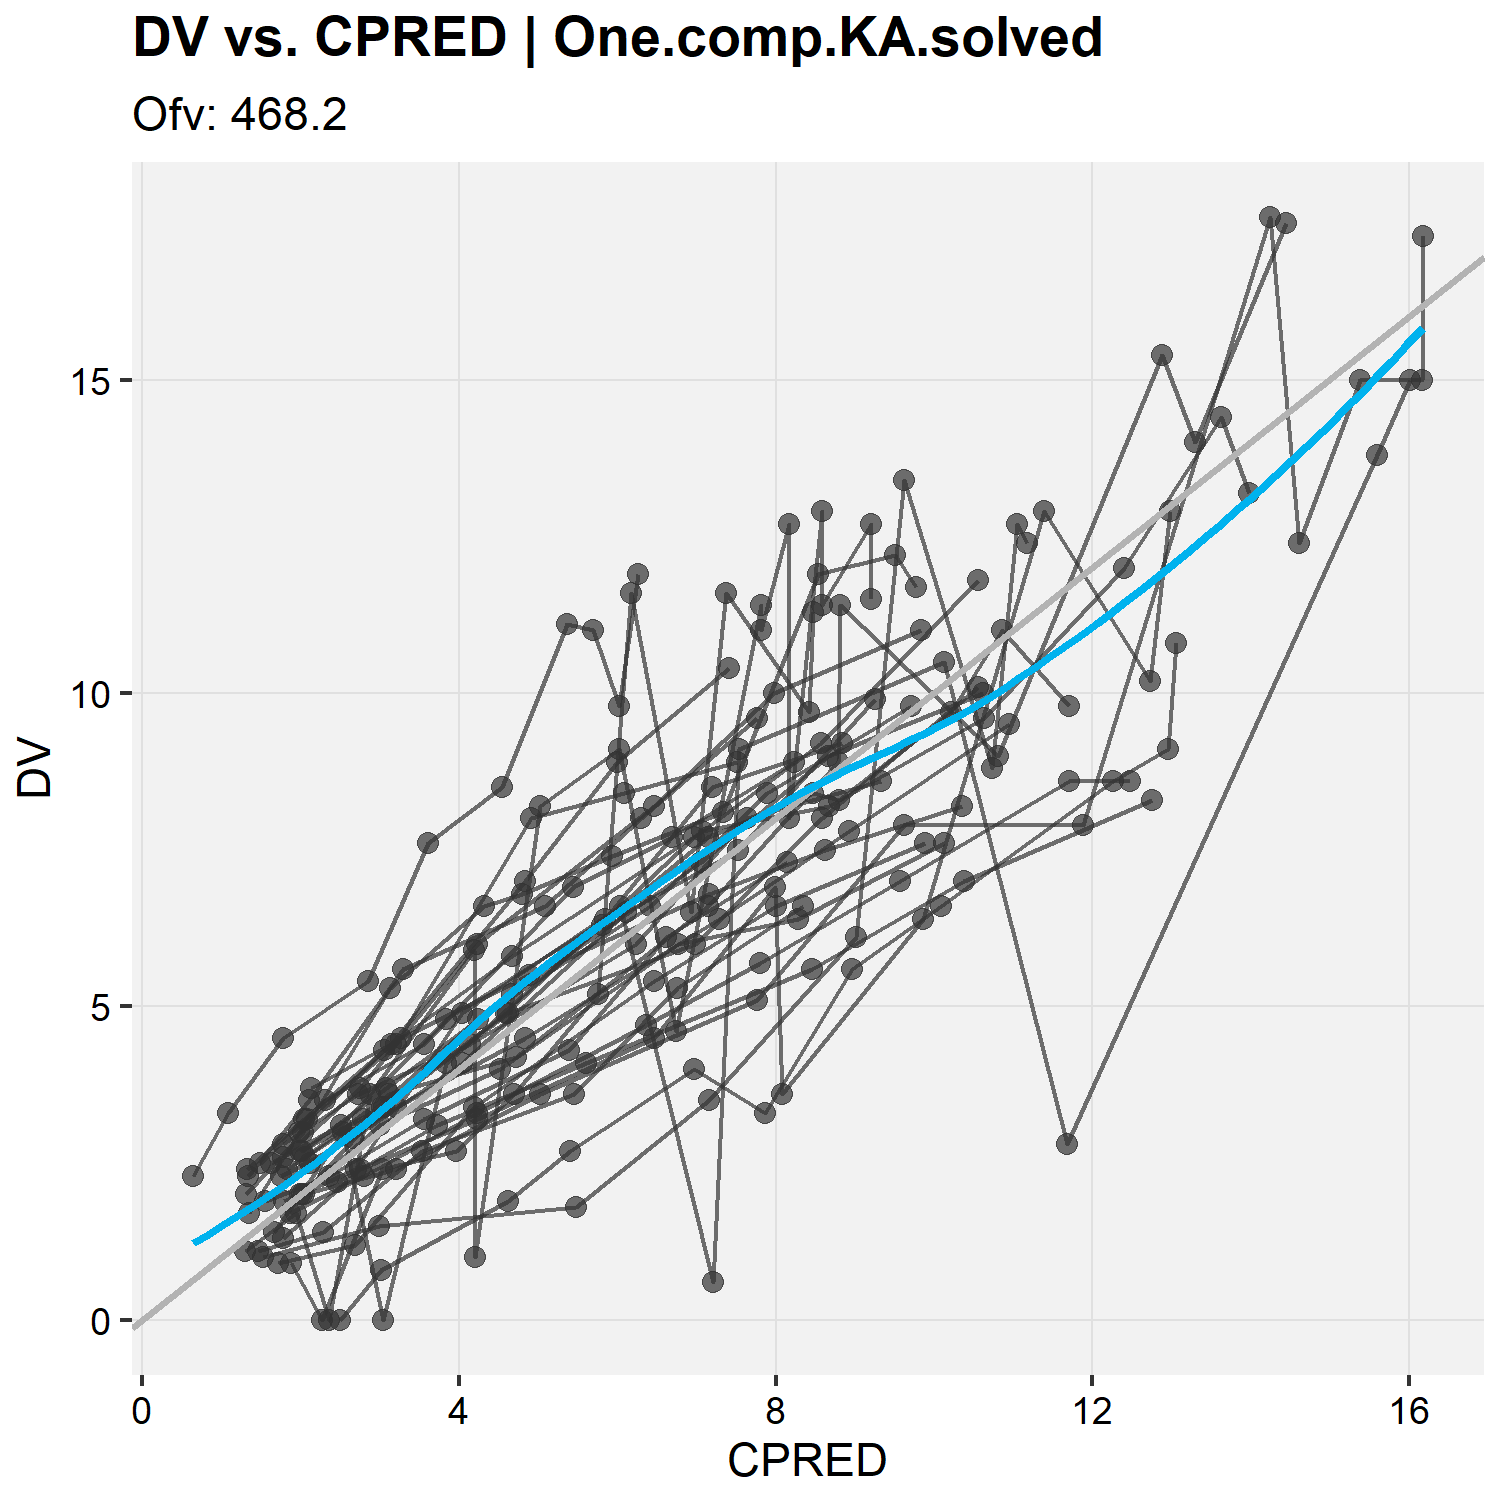 DV vs. CPRED | One.comp.KA.solved
Ofv: 468.2
15
10
5
0
DV
0 4 8 12 16
CPRED